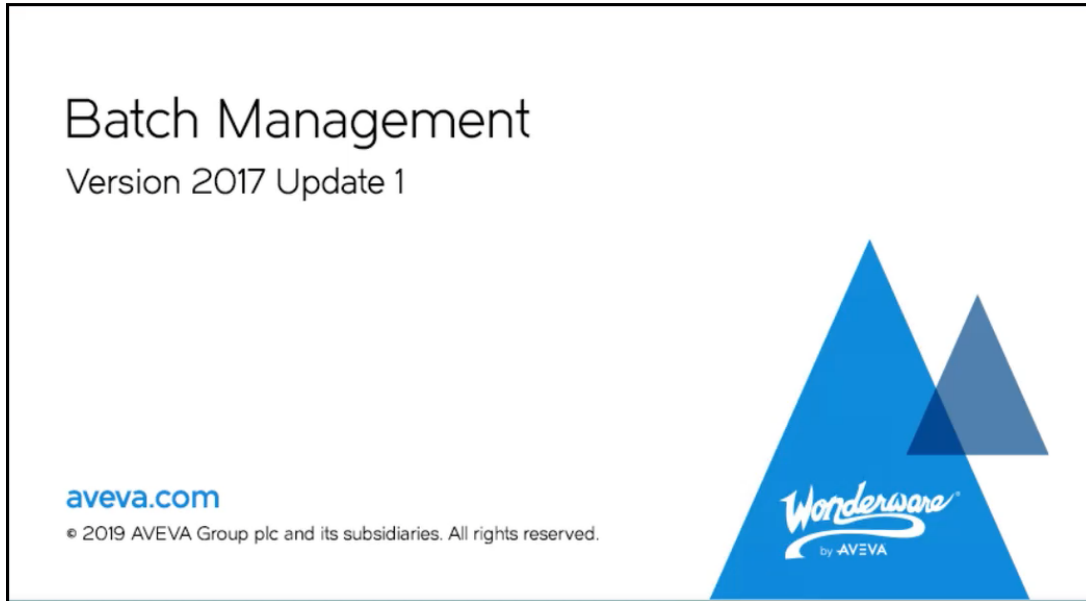 Batch Management
Version 2017 Update 1
aveva.com
© 2019 AVEVA Group plc and its subsidiaries. All rights reserved.
Wonderware®
by AVEVA